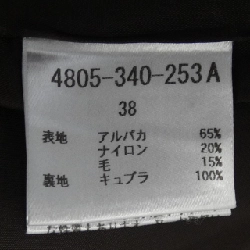 4805-340-253A
38
表地 アルパカ 65%
ナイロン 20%
毛 15%
裏地 キュプラ 100%